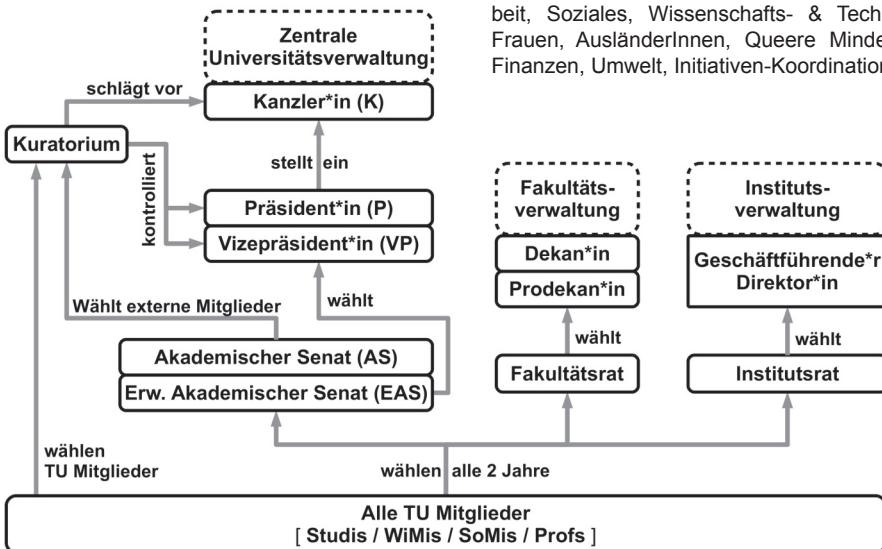 beit, Soziales, Wissenschafts- & Tech
Frauen, AusländerInnen, Queere Minde
Finanzen, Umwelt, Initiativen-Koordination
Zentrale
Universitätsverwaltung
schlägt vor
Kanzler*in (K)
Kuratorium
kontrolliert
stellt ein
Präsident*in (P)
Vizepräsident*in (VP)
Fakultäts-
verwaltung
Dekan*in
Prodekan*in
Instituts-
verwaltung
Geschäftführende*r
Direktor*in
Wählt externe Mitglieder
wählt
wählt
wählt
Akademischer Senat (AS)
Erw. Akademischer Senat (EAS)
Fakultätsrat
Institutsrat
wählen
TU Mitglieder
wählen alle 2 Jahre
Alle TU Mitglieder
[ Studis / WiMis / SoMis / Profs ]